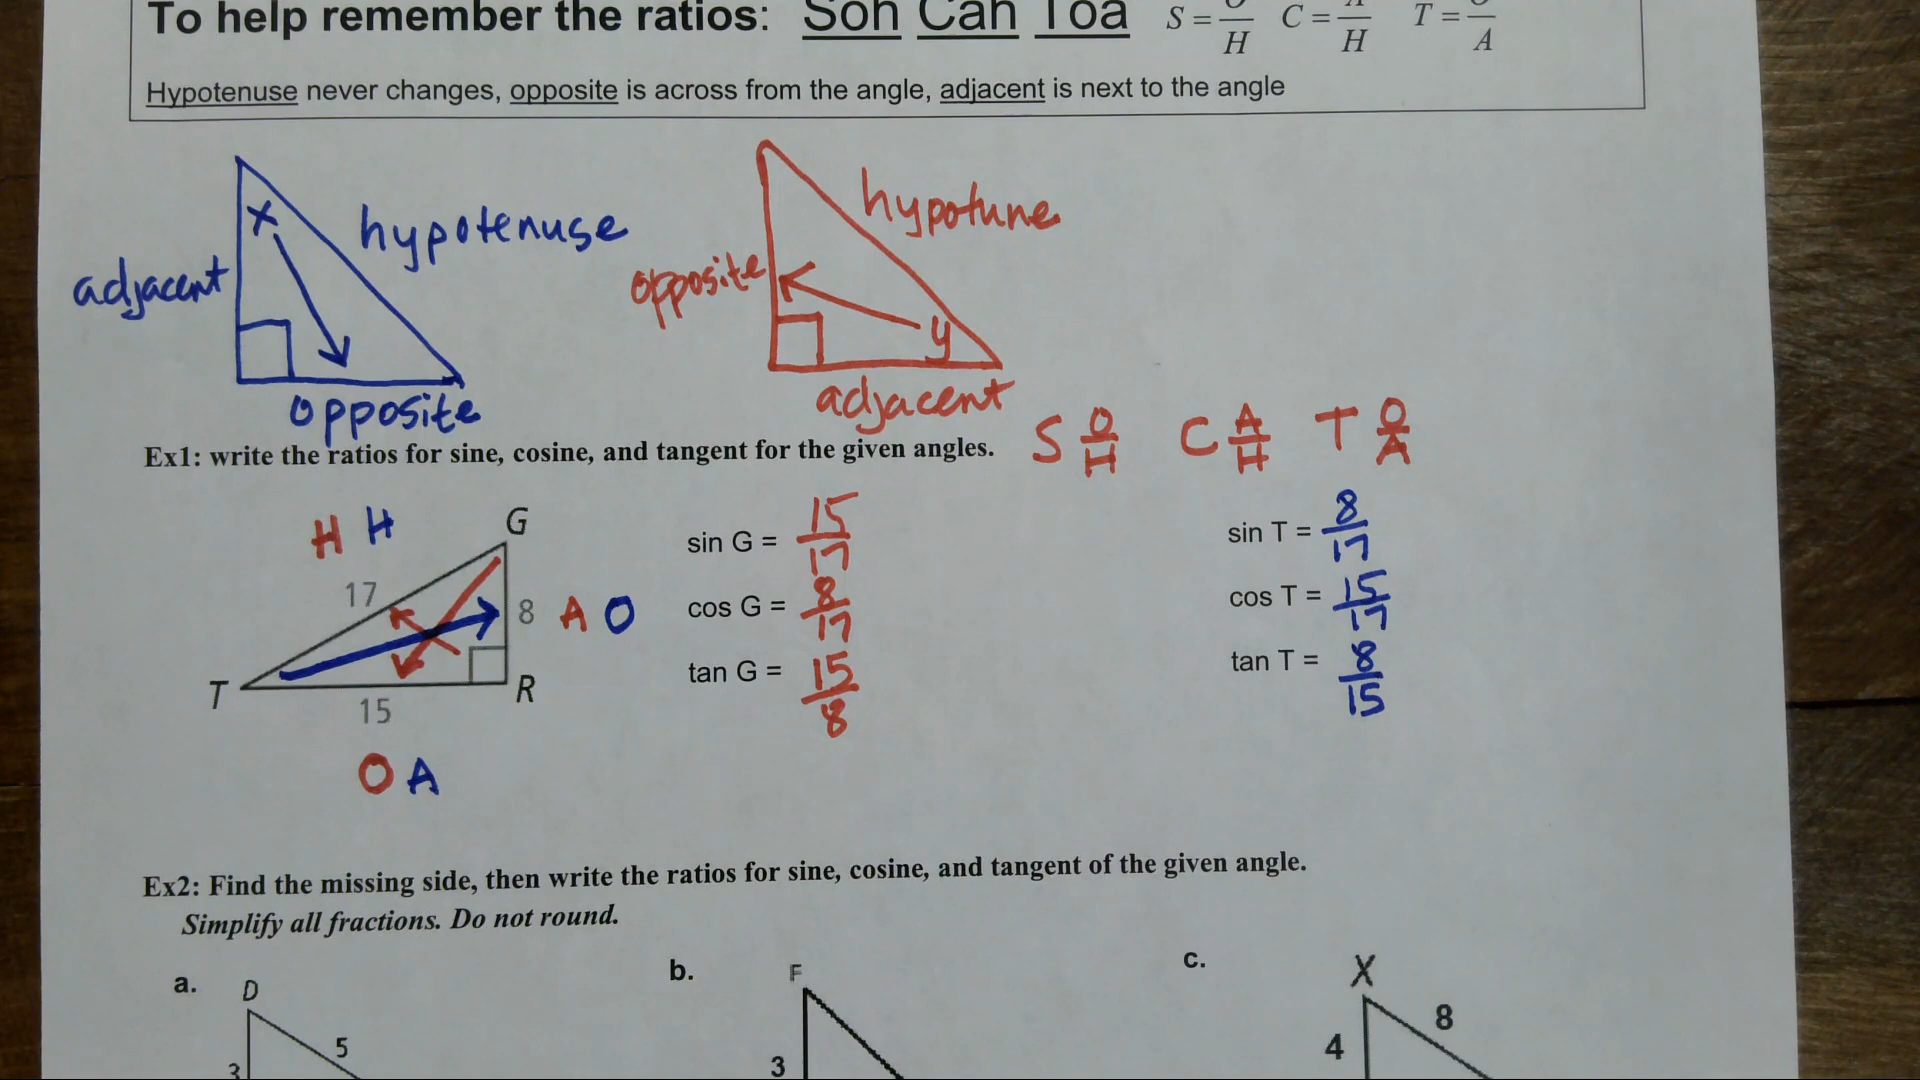 To help remember the ratios: Soh Cah Toa S = O/H C = A/H T = O/A
Hypotenuse never changes, opposite is across from the angle, adjacent is next to the angle
x
adjacent
hypotenuse
opposite
hypotune
opposite
y
adjacent
Ex1: write the ratios for sine, cosine, and tangent for the given angles.
S O/H C A/H T O/A
H H
G
17
8 A O
T
R
15
O A
sin G = 15/17
cos G = 8/17
tan G = 15/8
sin T = 8/17
cos T = 15/17
tan T = 8/15
Ex2: Find the missing side, then write the ratios for sine, cosine, and tangent of the given angle.
Simplify all fractions. Do not round.
a.
D
5
3
b.
F
3
c.
X
8
4